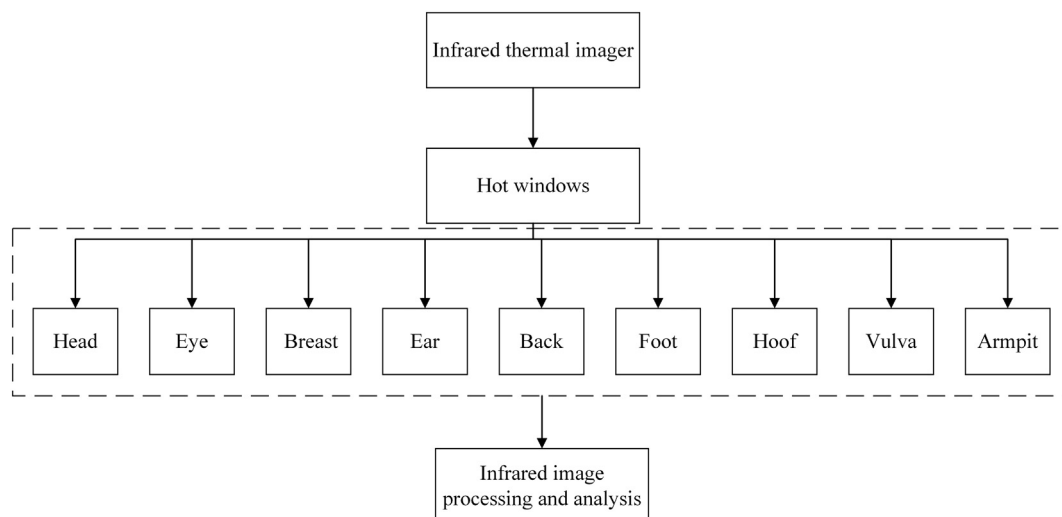 Infrared thermal imager
Hot windows
Head
Eye
Breast
Ear
Back
Foot
Hoof
Vulva
Armpit
Infrared image
processing and analysis